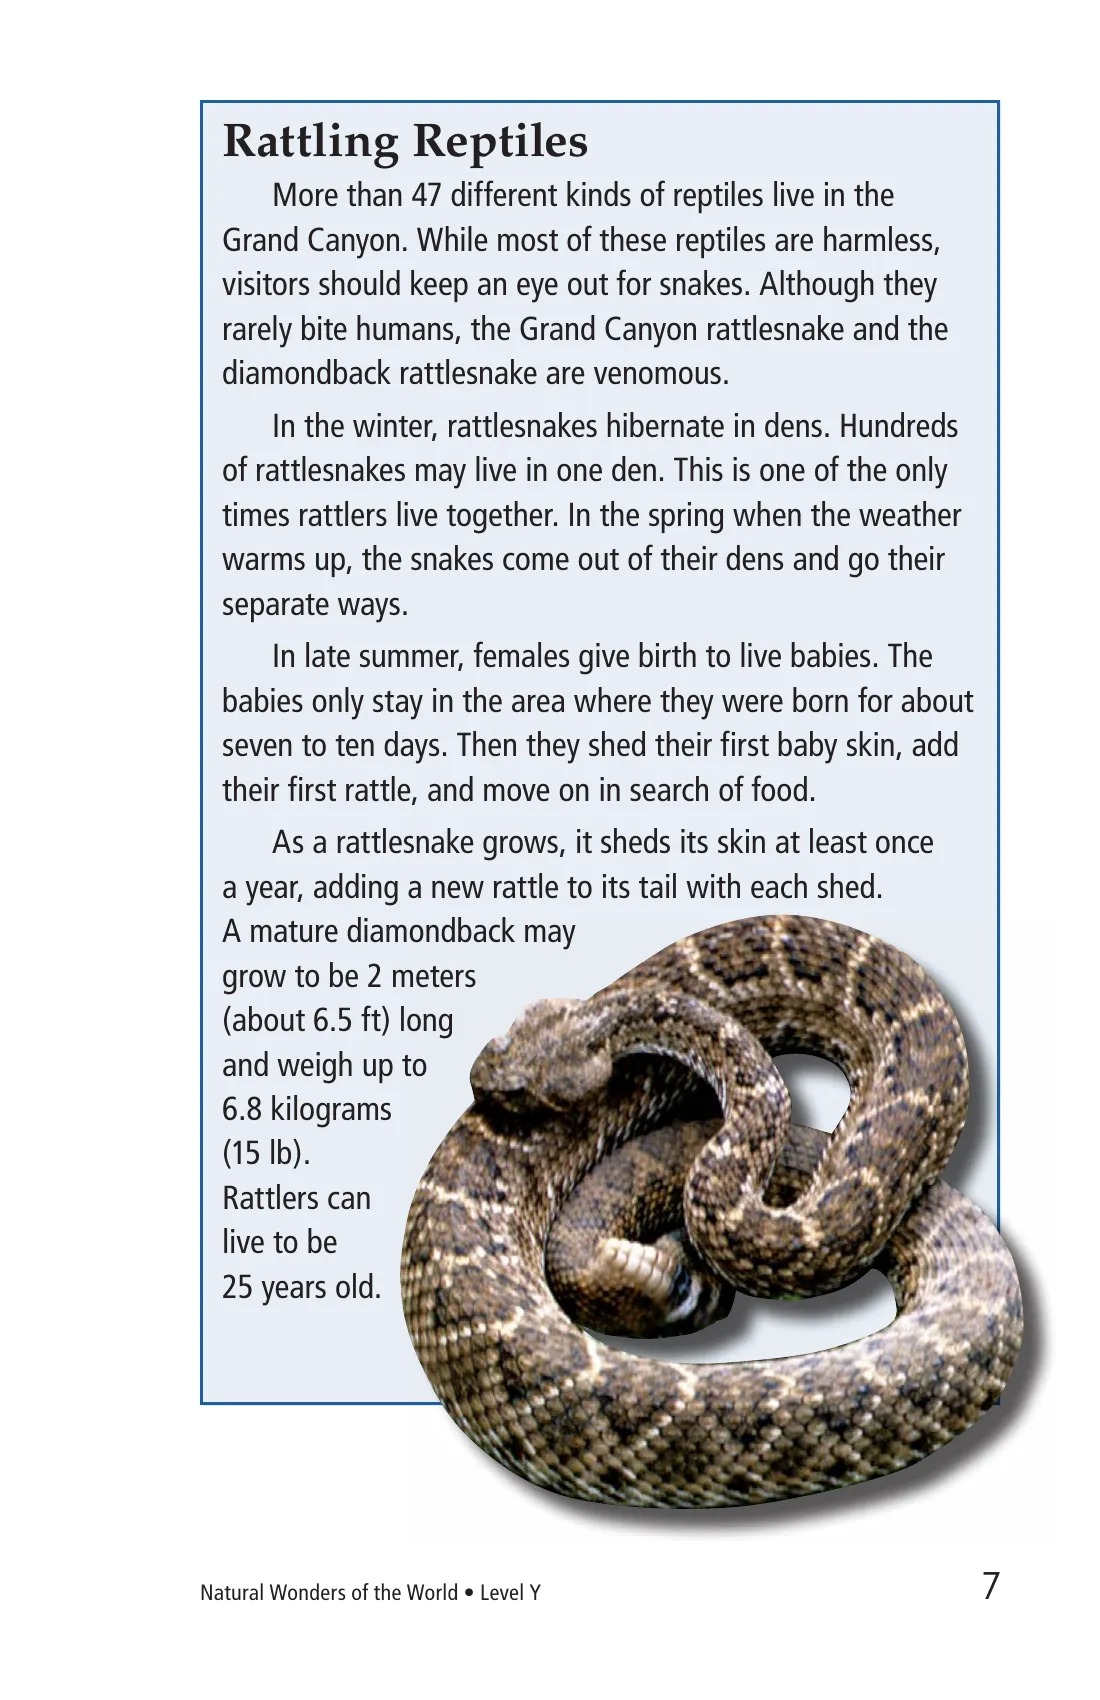 Rattling Reptiles
More than 47 different kinds of reptiles live in the
Grand Canyon. While most of these reptiles are harmless,
visitors should keep an eye out for snakes. Although they
rarely bite humans, the Grand Canyon rattlesnake and the
diamondback rattlesnake are venomous.
In the winter, rattlesnakes hibernate in dens. Hundreds
of rattlesnakes may live in one den. This is one of the only
times rattlers live together. In the spring when the weather
warms up, the snakes come out of their dens and go their
separate ways.
In late summer, females give birth to live babies. The
babies only stay in the area where they were born for about
seven to ten days. Then they shed their first baby skin, add
their first rattle, and move on in search of food.
As a rattlesnake grows, it sheds its skin at least once
a year, adding a new rattle to its tail with each shed.
A mature diamondback may
grow to be 2 meters
(about 6.5 ft) long
and weigh up to
6.8 kilograms
(15 lb).
Rattlers can
live to be
25 years old.
Natural Wonders of the World • Level Y
7